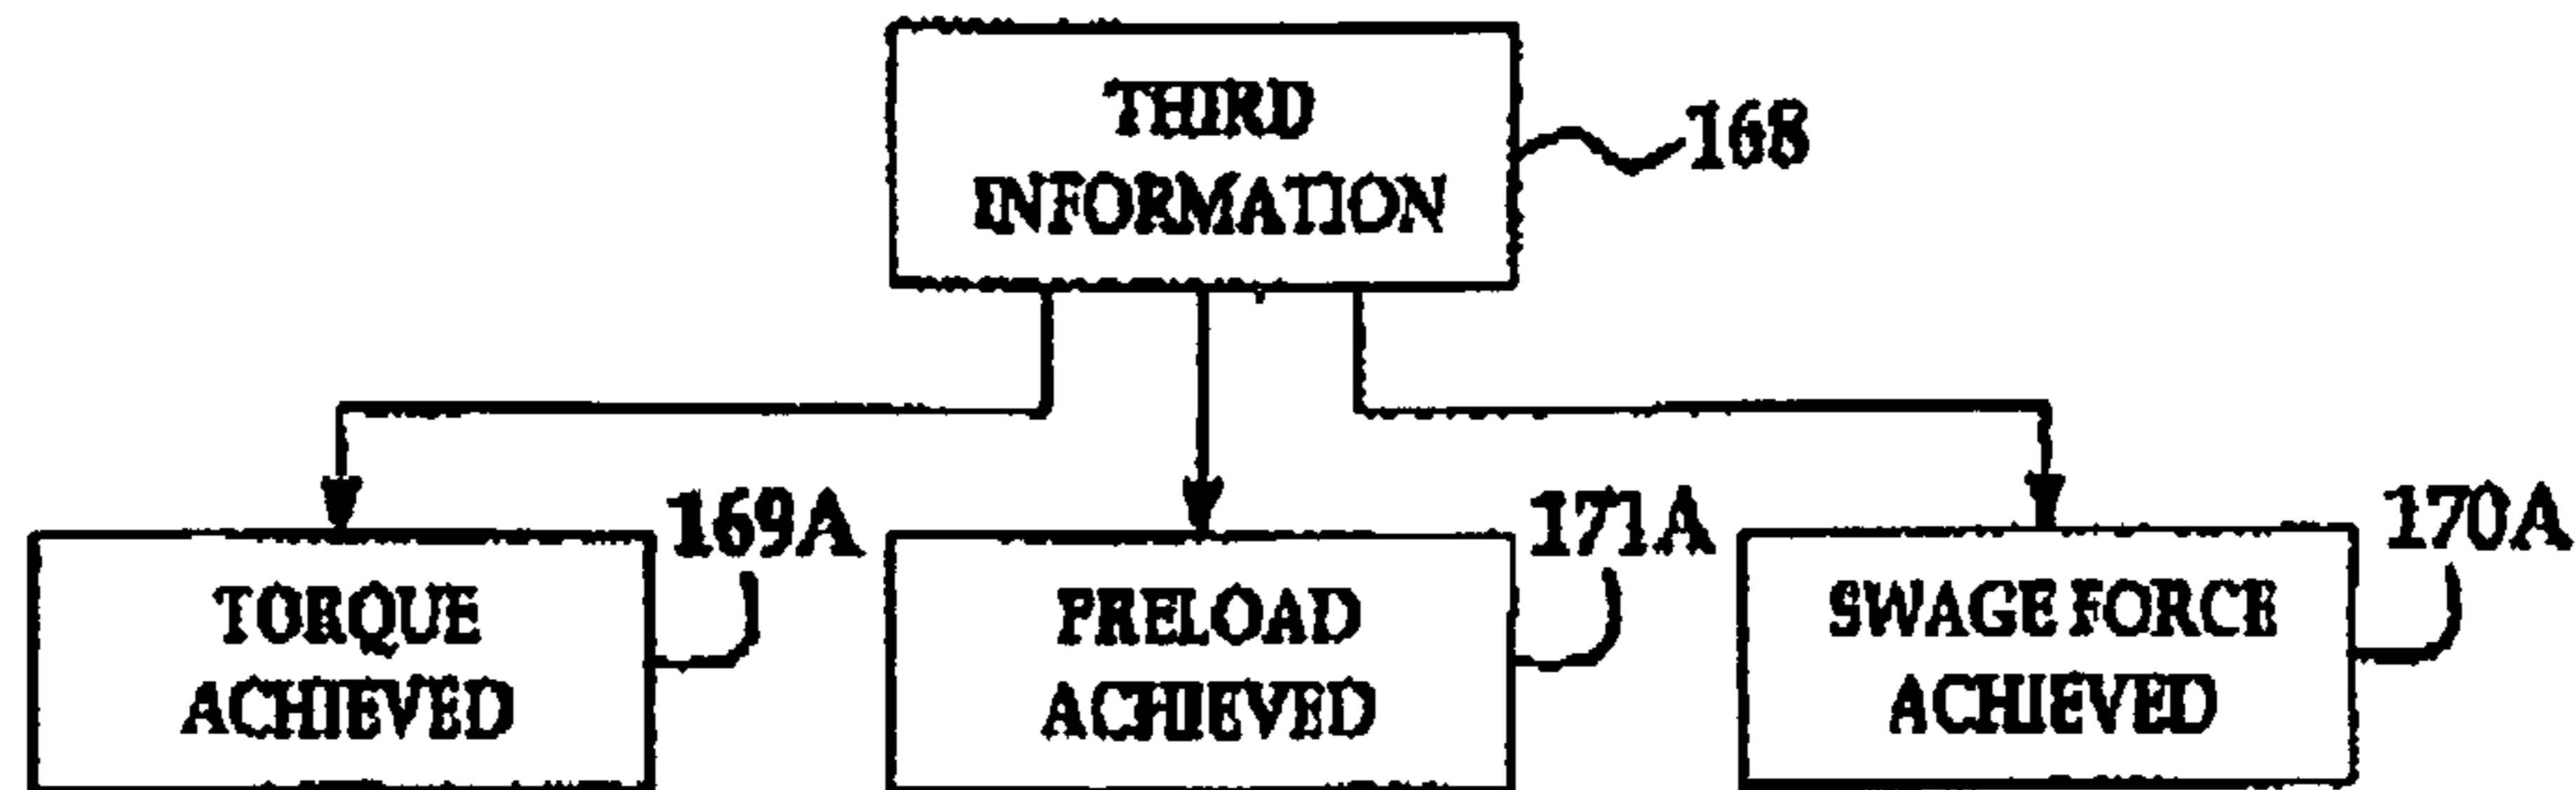 THIRD
INFORMATION
168
169A
171A
170A
TORQUE
ACHIEVED
PRELOAD
ACHIEVED
SWAGE FORCE
ACHIEVED